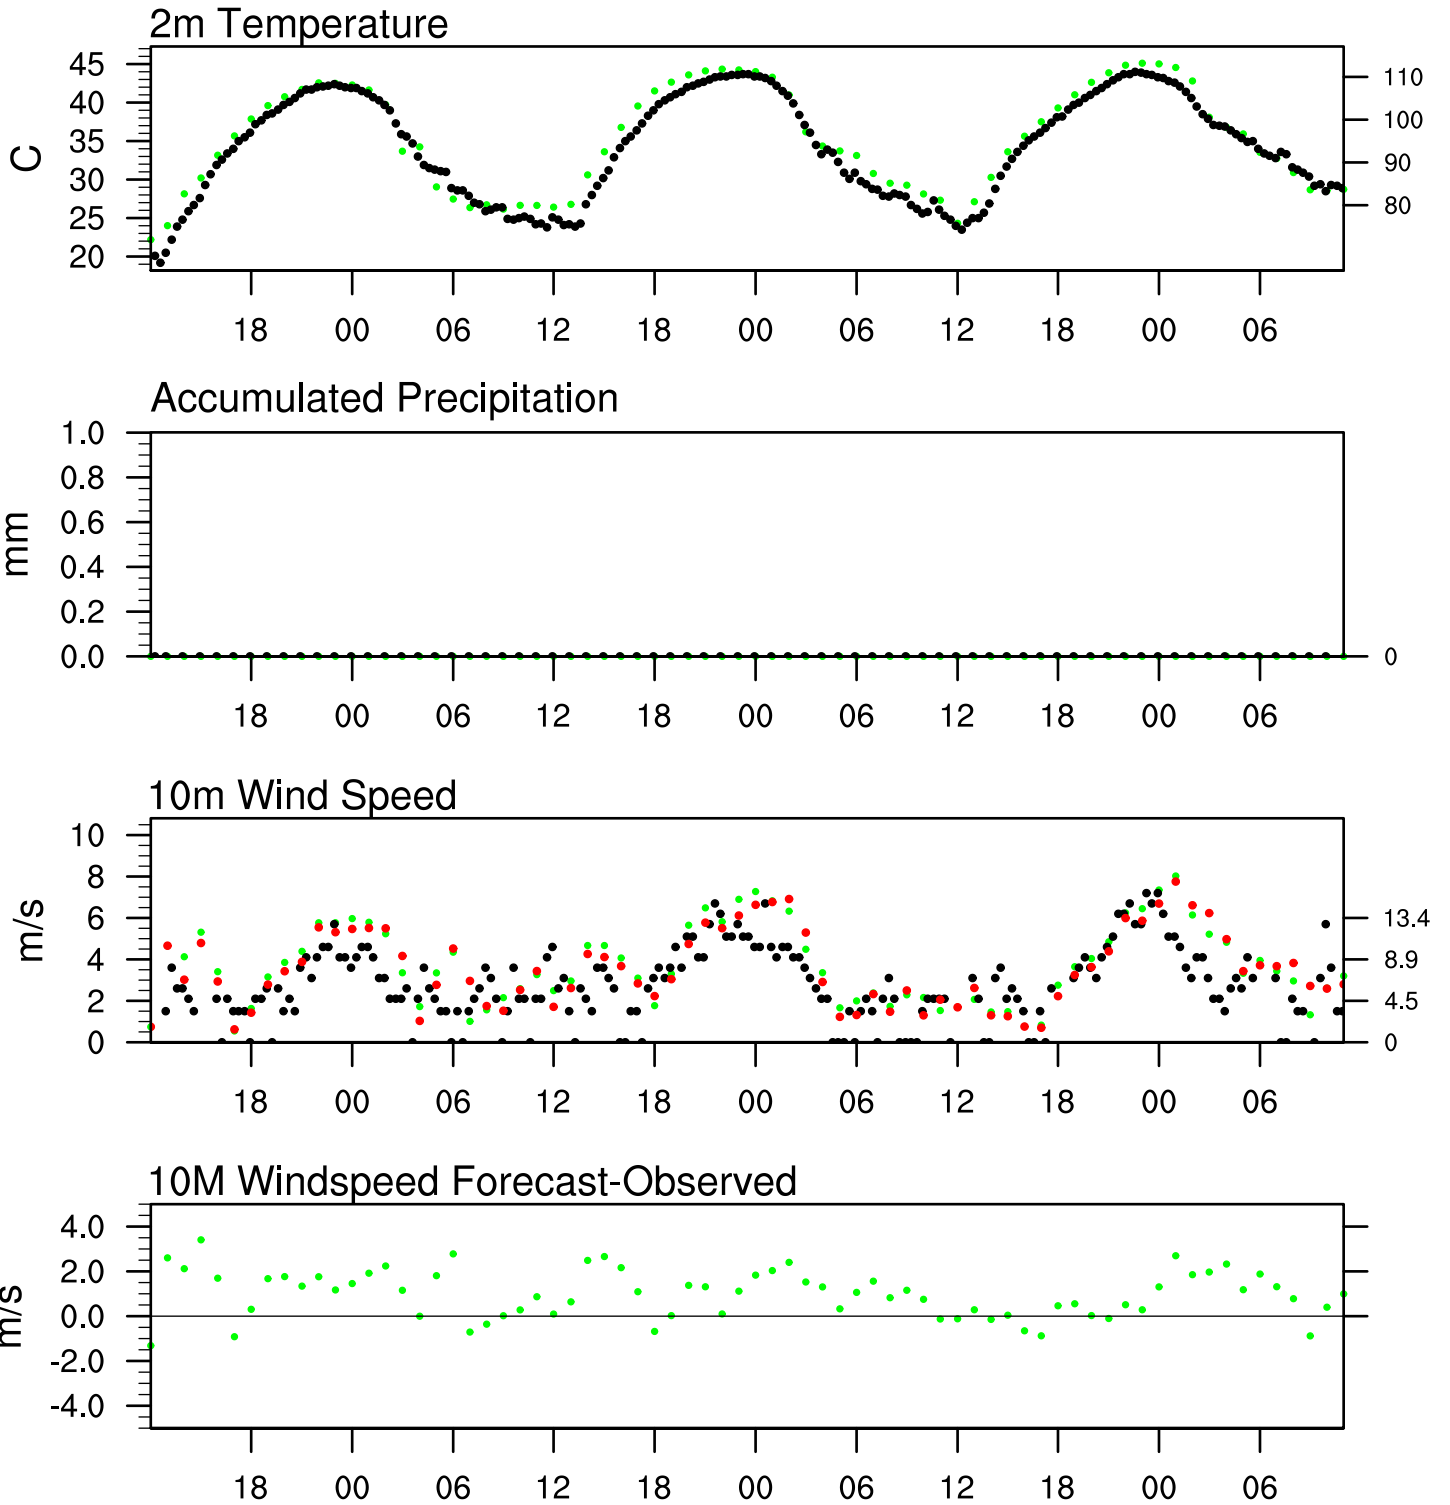 2m Temperature
45
40
35
30
25
20
C
110
100
90
80
18 00 06 12 18 00 06 12 18 00 06
Accumulated Precipitation
1.0
0.8
0.6
0.4
0.2
0.0
mm
0
18 00 06 12 18 00 06 12 18 00 06
10m Wind Speed
10
8
6
4
2
0
m/s
13.4
8.9
4.5
0
18 00 06 12 18 00 06 12 18 00 06
10M Windspeed Forecast-Observed
4.0
2.0
0.0
-2.0
-4.0
m/s
18 00 06 12 18 00 06 12 18 00 06